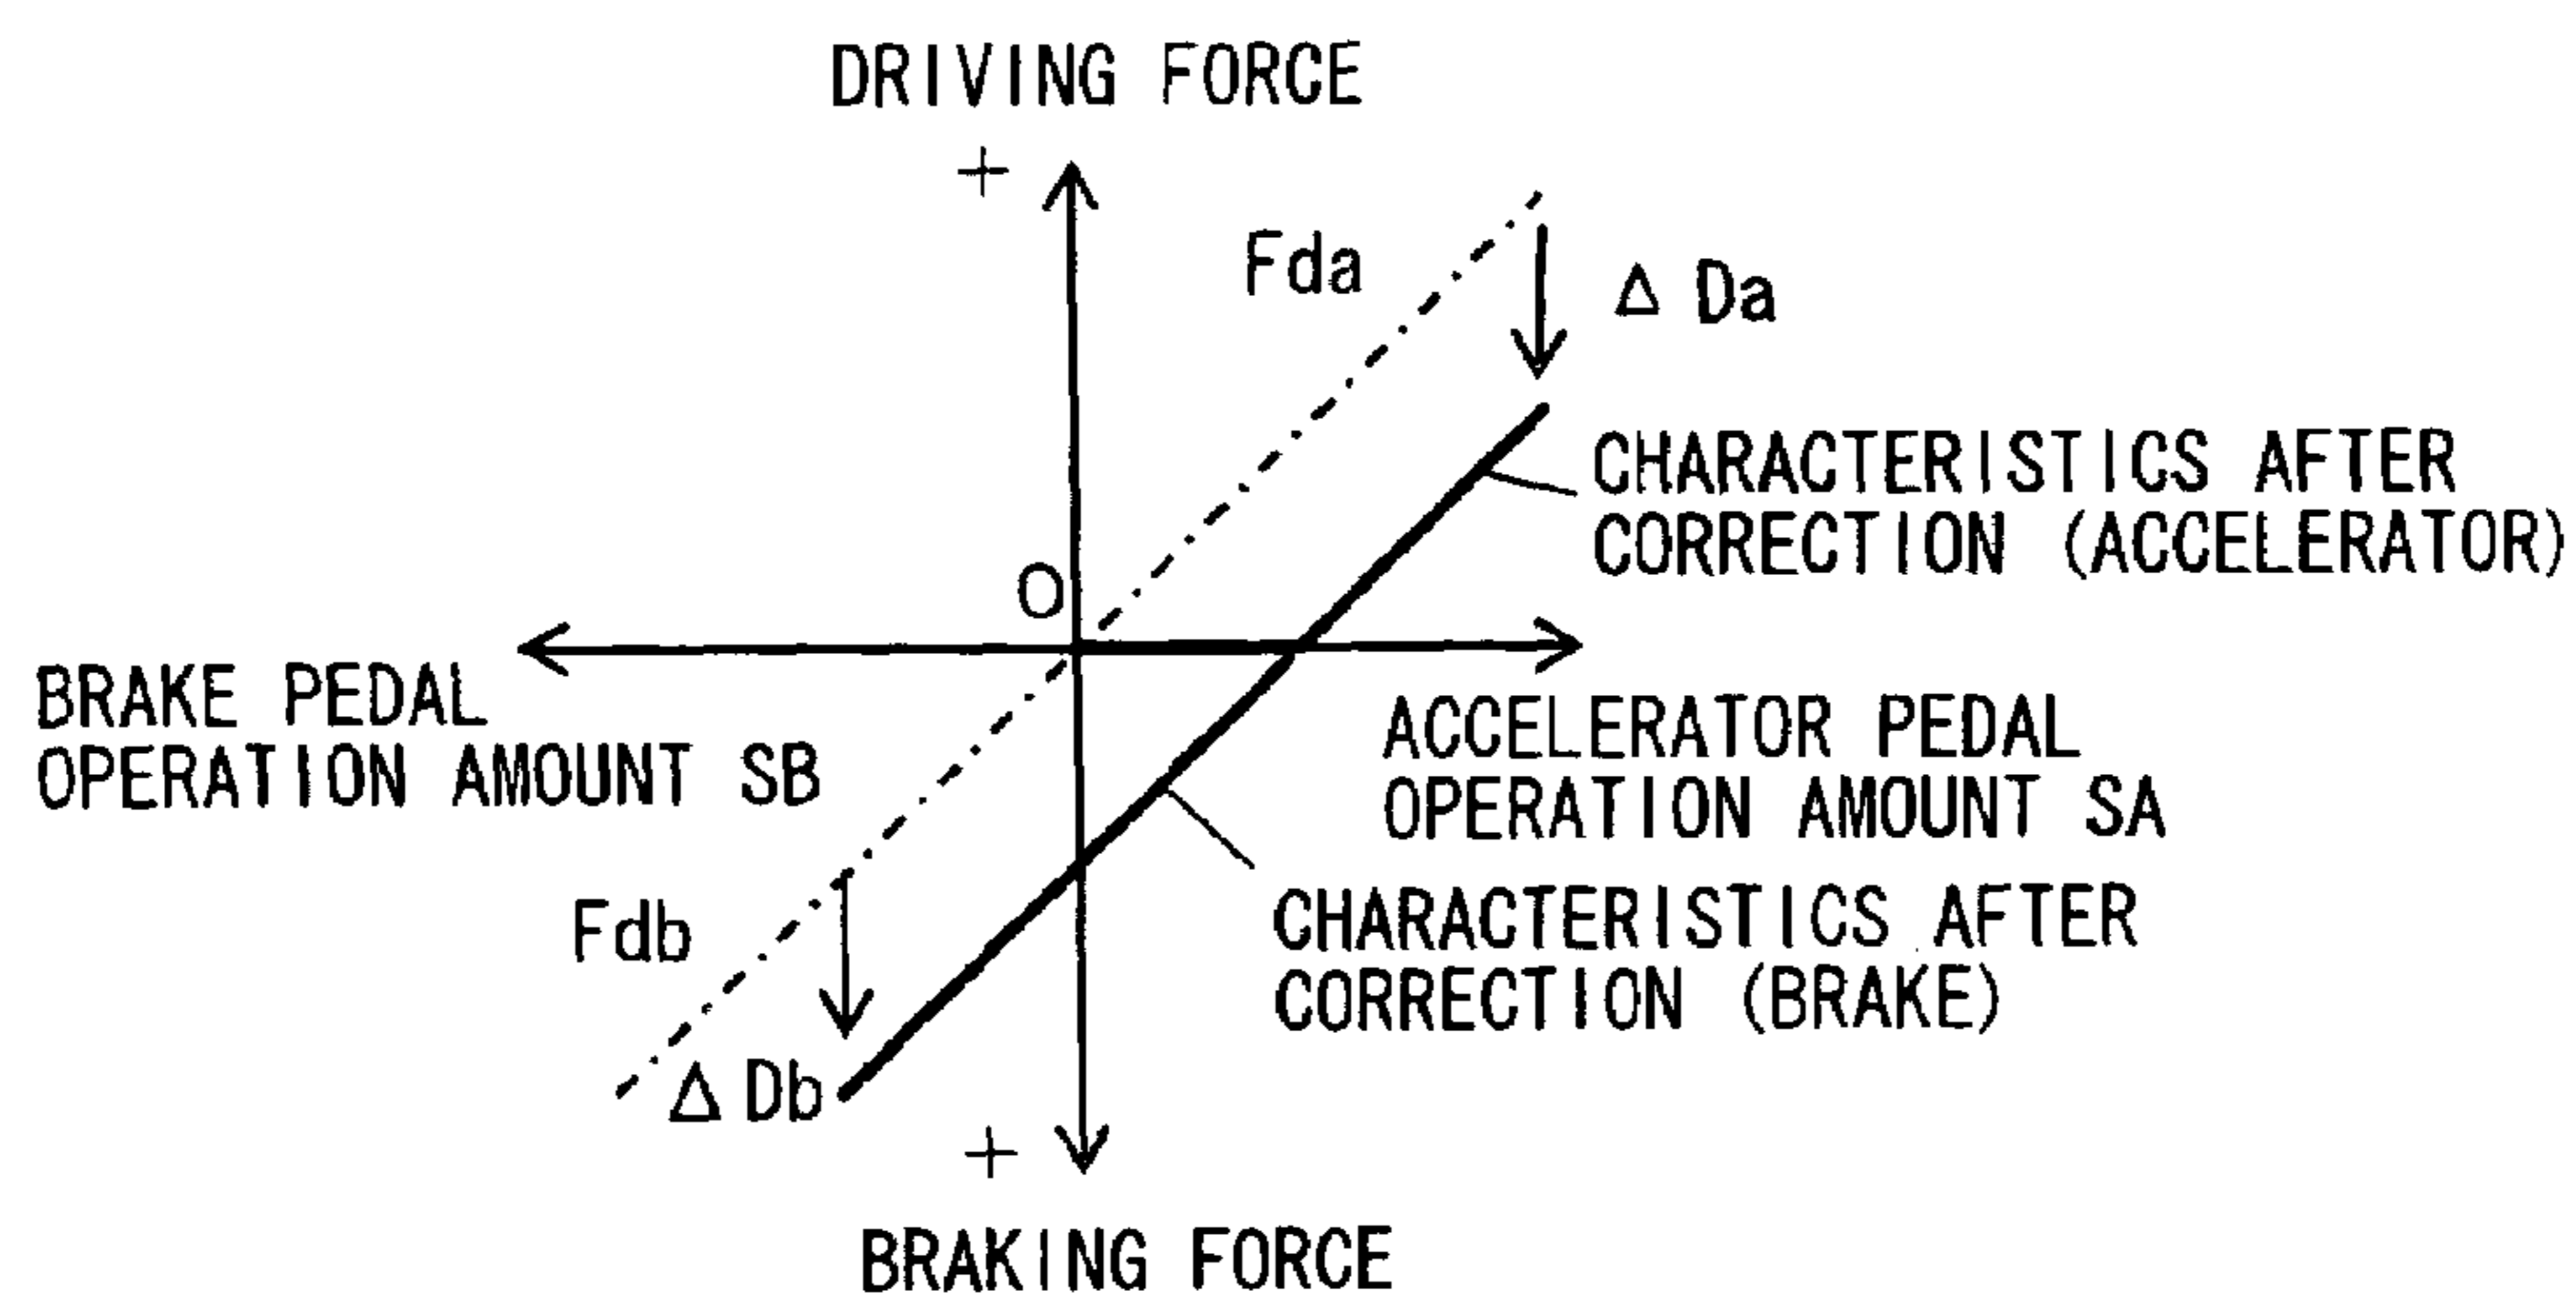 DRIVING FORCE
+
Fda
Δ Da
CHARACTERISTICS AFTER
CORRECTION (ACCELERATOR)
O
BRAKE PEDAL
OPERATION AMOUNT SB
ACCELERATOR PEDAL
OPERATION AMOUNT SA
Fdb
CHARACTERISTICS AFTER
CORRECTION (BRAKE)
Δ Db
+
BRAKING FORCE